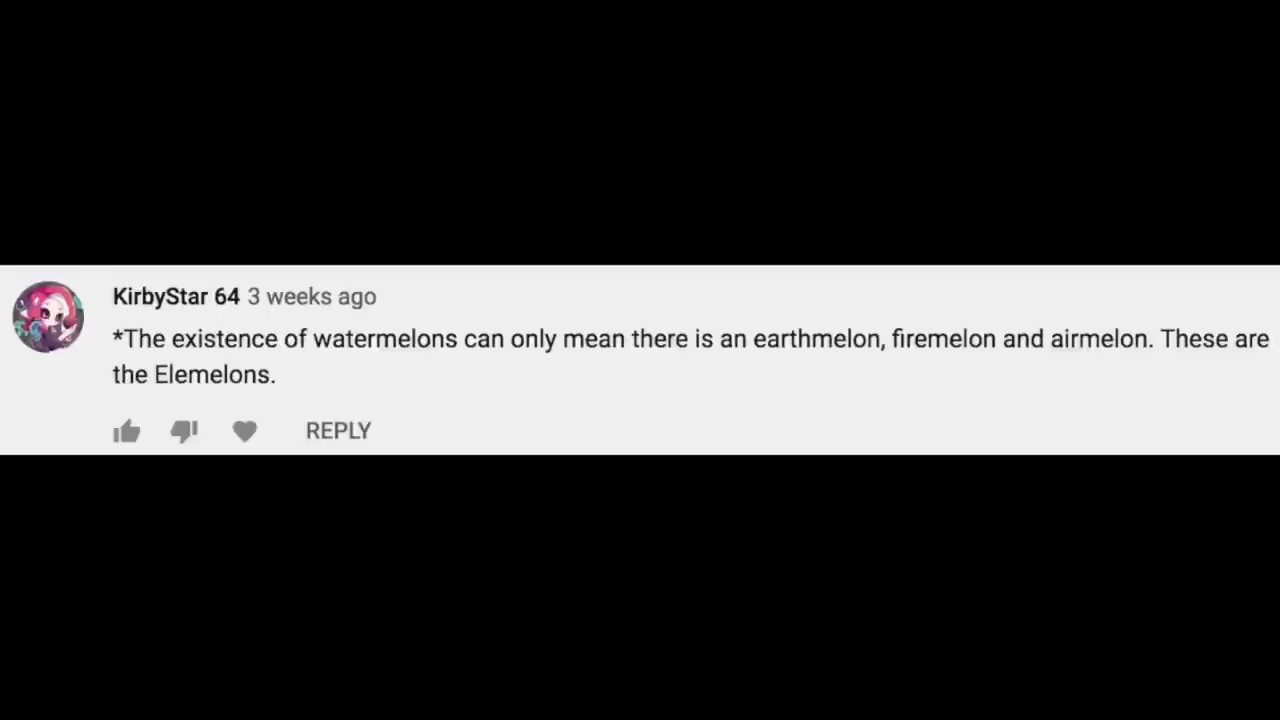 KirbyStar 64 3 weeks ago
*The existence of watermelons can only mean there is an earthmelon, firemelon and airmelon. These are
the Elemelons.
REPLY